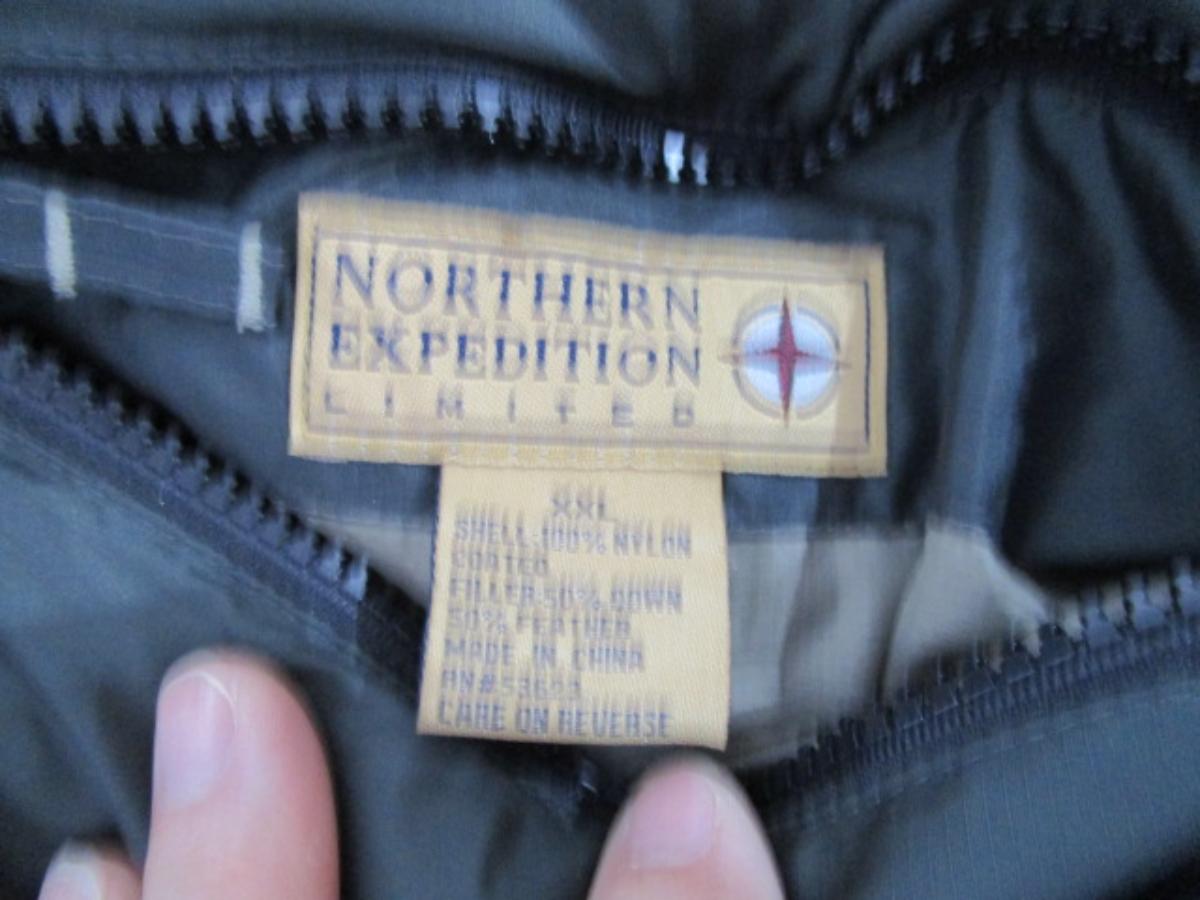 NORTHERN
EXPEDITION
LIMITED
XXL
SHELL:100% NYLON
COATED
FILLER:50% DOWN
50% FEATHER
MADE IN CHINA
CARE ON REVERSE